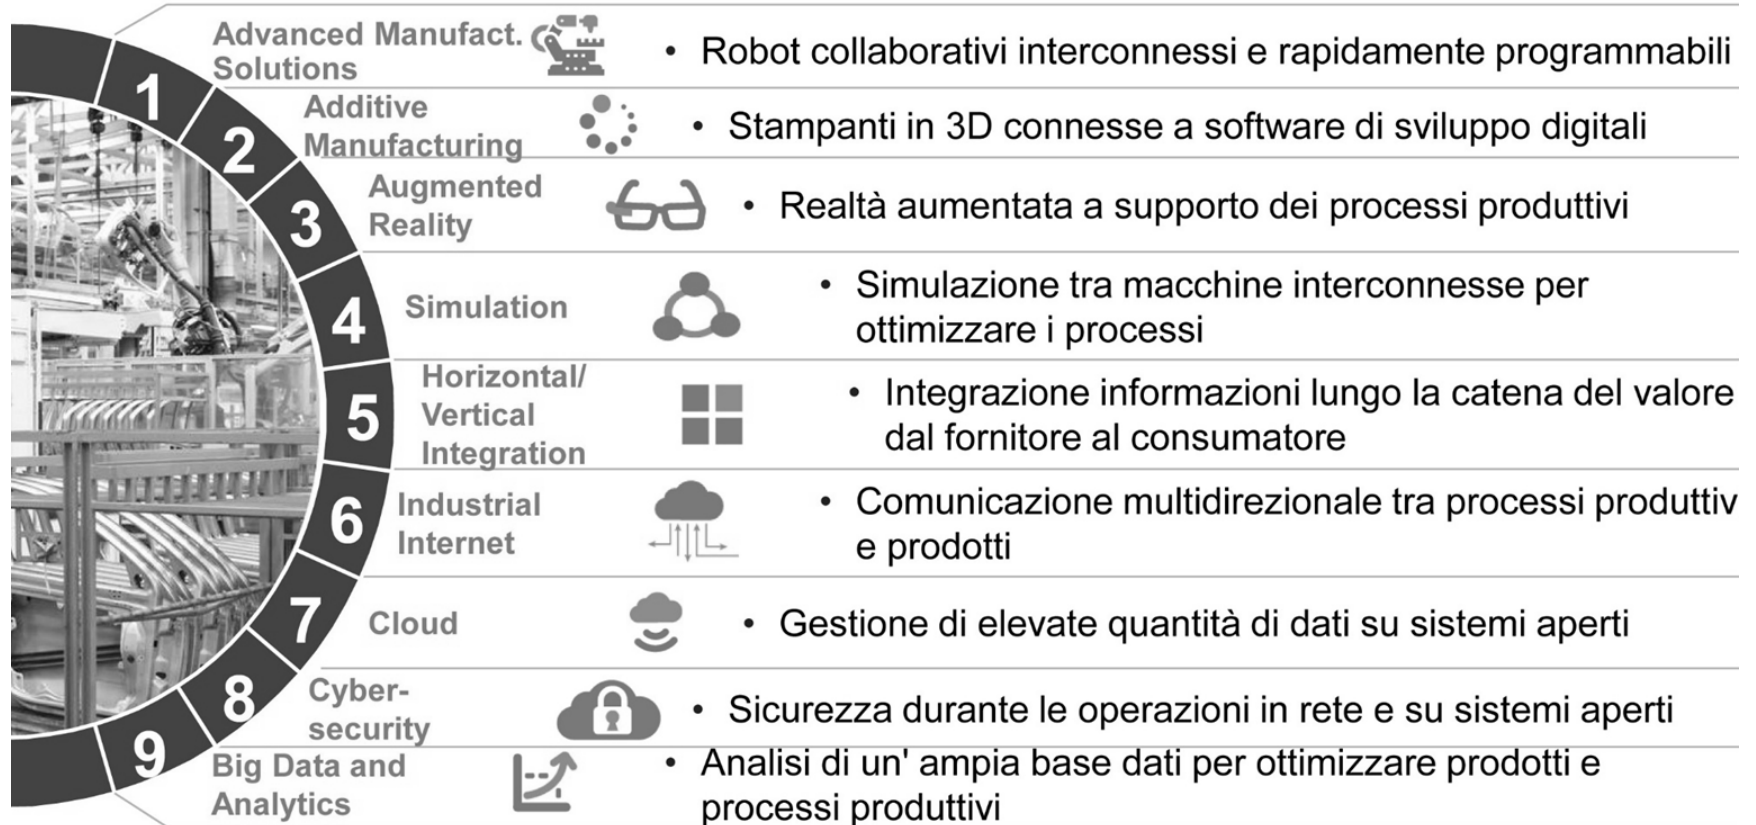 1
Advanced Manufact.
Solutions
• Robot collaborativi interconnessi e rapidamente programmabili
2
Additive
Manufacturing
• Stampanti in 3D connesse a software di sviluppo digitali
3
Augmented
Reality
• Realtà aumentata a supporto dei processi produttivi
4
Simulation
• Simulazione tra macchine interconnesse per
ottimizzare i processi
5
Horizontal/
Vertical
Integration
• Integrazione informazioni lungo la catena del valore
dal fornitore al consumatore
6
Industrial
Internet
• Comunicazione multidirezionale tra processi produttiv
e prodotti
7
Cloud
• Gestione di elevate quantità di dati su sistemi aperti
8
Cyber-
security
• Sicurezza durante le operazioni in rete e su sistemi aperti
9
Big Data and
Analytics
• Analisi di un' ampia base dati per ottimizzare prodotti e
processi produttivi